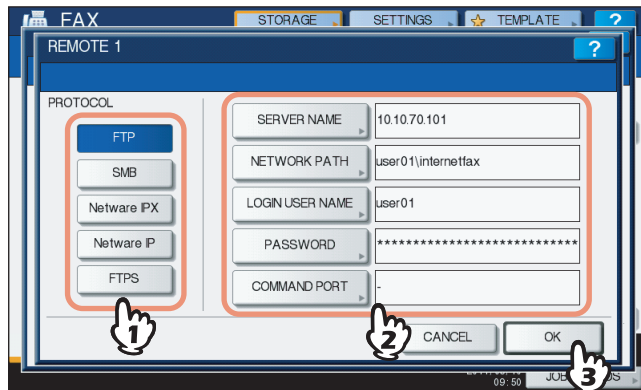 FAX
STORAGE
SETTINGS
TEMPLATE
?
REMOTE 1
?
PROTOCOL
FTP
SMB
Netware IPX
Netware IP
FTPS
SERVER NAME
10.10.70.101
NETWORK PATH
user01\internetfax
LOGIN USER NAME
user01
PASSWORD
****************************
COMMAND PORT
-
CANCEL
OK
1
2
3
09:50